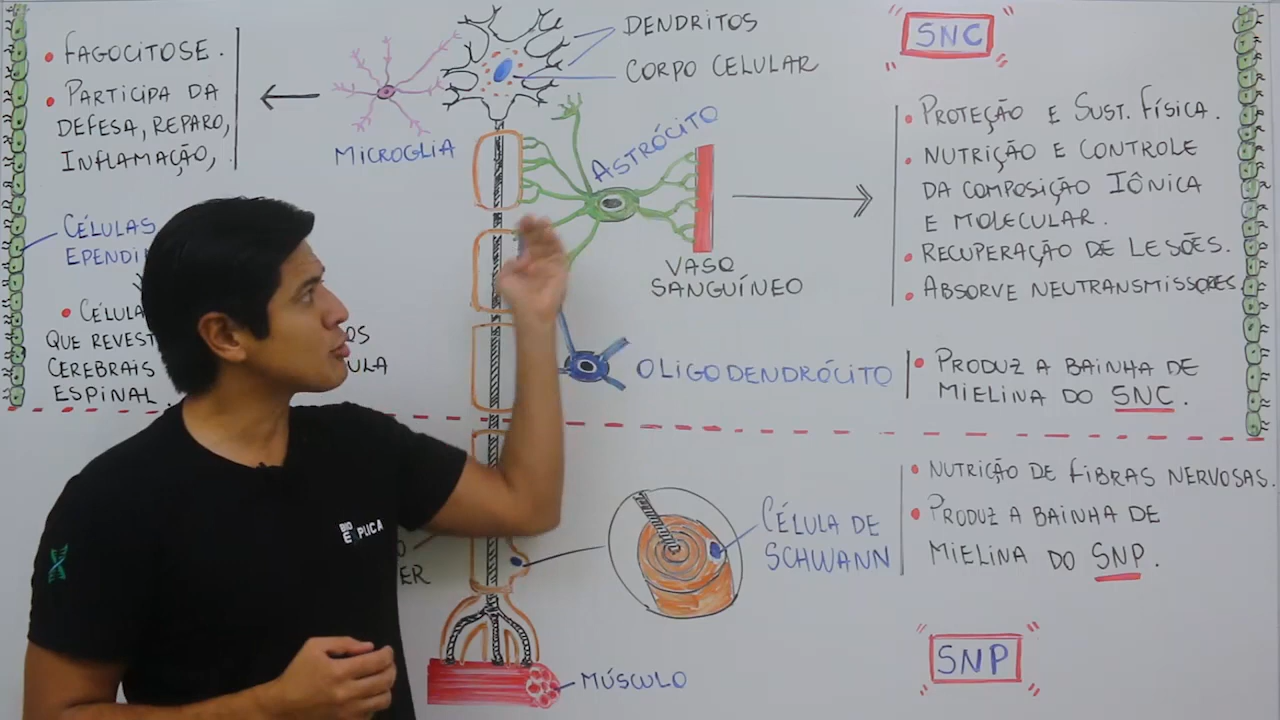 FAGOCITOSE.
PARTICIPA DA
DEFESA, REPARO,
INFLAMAÇÃO,
MICROGLIA
DENDRITOS
CORPO CELULAR
SNC
ASTRÓCITO
VASO
SANGUÍNEO
PROTEÇÃO E SUST. FÍSICA.
NUTRIÇÃO E CONTROLE
DA COMPOSIÇÃO IÔNICA
E MOLECULAR.
RECUPERAÇÃO DE LESÕES.
ABSORVE NEUTRANSMISSORES
CÉLULAS
QUE
CEREBRAIS
ESPINAL.
OLIGODENDRÓCITO
PRODUZ A BAINHA DE
MIELINA DO SNC.
BIO
EXPLICA
CÉLULA DE
SCHWANN
NUTRIÇÃO DE FIBRAS NERVOSAS.
PRODUZ A BAINHA DE
MIELINA DO SNP.
MÚSCULO
SNP